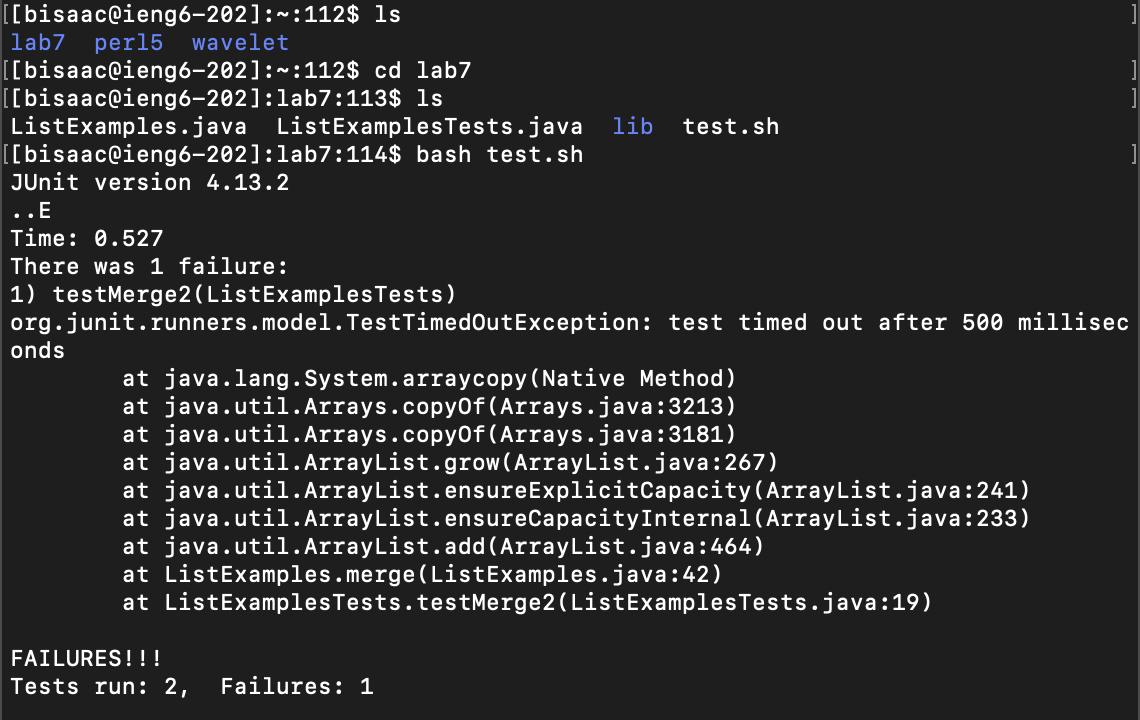 [[bisaac@ieng6-202]:~:112$ ls ]
lab7  perl5  wavelet
[[bisaac@ieng6-202]:~:112$ cd lab7 ]
[[bisaac@ieng6-202]:lab7:113$ ls ]
ListExamples.java  ListExamplesTests.java  lib  test.sh
[[bisaac@ieng6-202]:lab7:114$ bash test.sh ]
JUnit version 4.13.2
..E
Time: 0.527
There was 1 failure:
1) testMerge2(ListExamplesTests)
org.junit.runners.model.TestTimedOutException: test timed out after 500 millisec
onds
        at java.lang.System.arraycopy(Native Method)
        at java.util.Arrays.copyOf(Arrays.java:3213)
        at java.util.Arrays.copyOf(Arrays.java:3181)
        at java.util.ArrayList.grow(ArrayList.java:267)
        at java.util.ArrayList.ensureExplicitCapacity(ArrayList.java:241)
        at java.util.ArrayList.ensureCapacityInternal(ArrayList.java:233)
        at java.util.ArrayList.add(ArrayList.java:464)
        at ListExamples.merge(ListExamples.java:42)
        at ListExamplesTests.testMerge2(ListExamplesTests.java:19)

FAILURES!!!
Tests run: 2,  Failures: 1